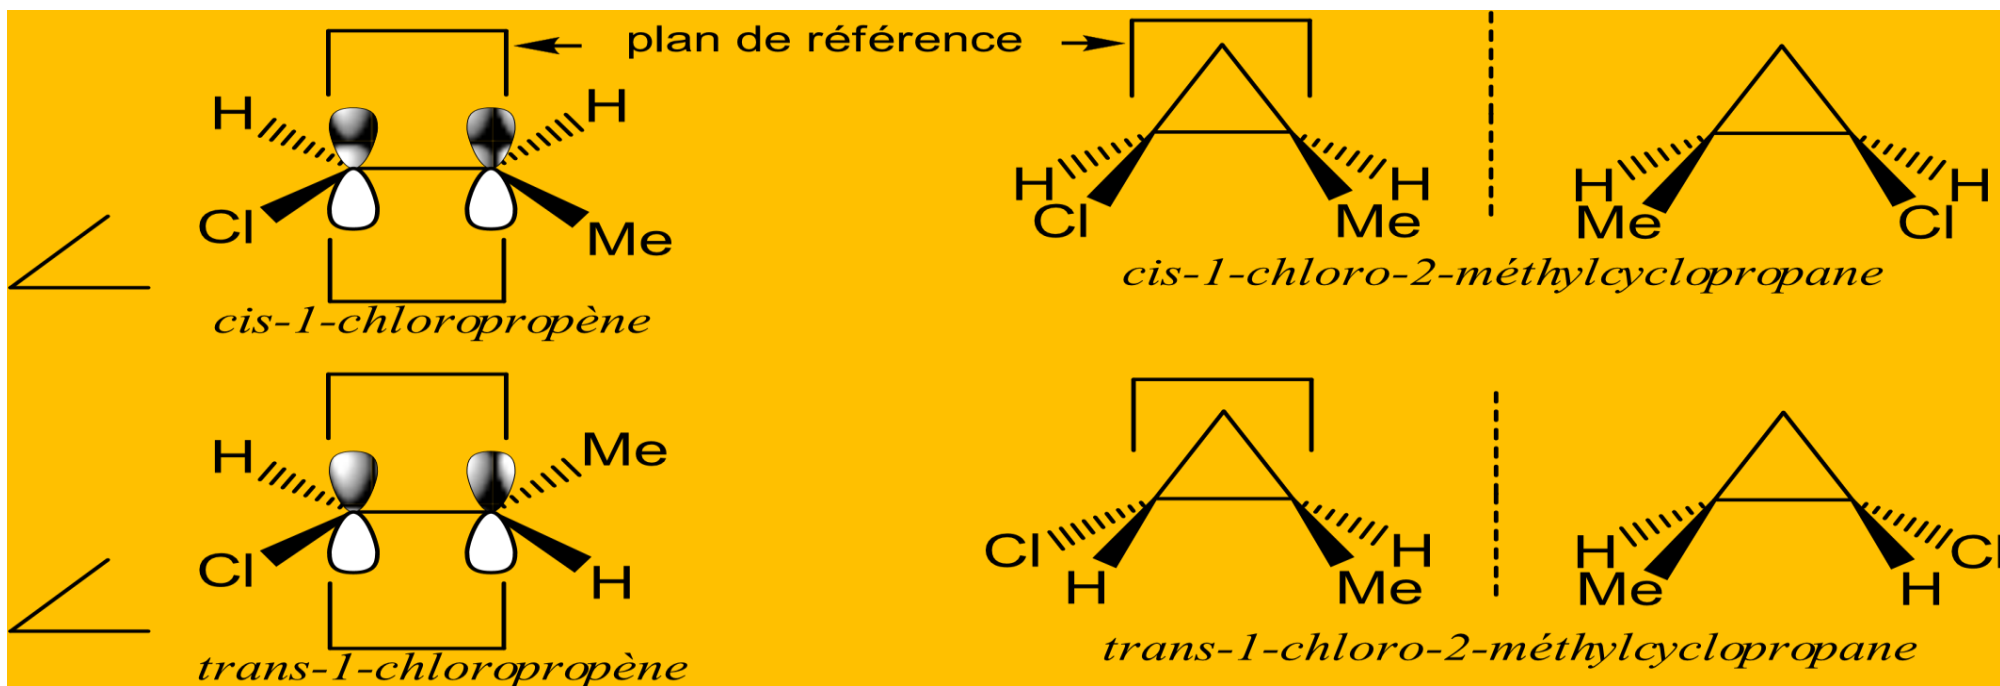 plan de référence
H H H H H H
Cl Me Cl Me Me Cl
cis-1-chloropropène
cis-1-chloro-2-méthylcyclopropane
H Me
Cl H Cl H H Cl
H Me Me H
trans-1-chloropropène
trans-1-chloro-2-méthylcyclopropane